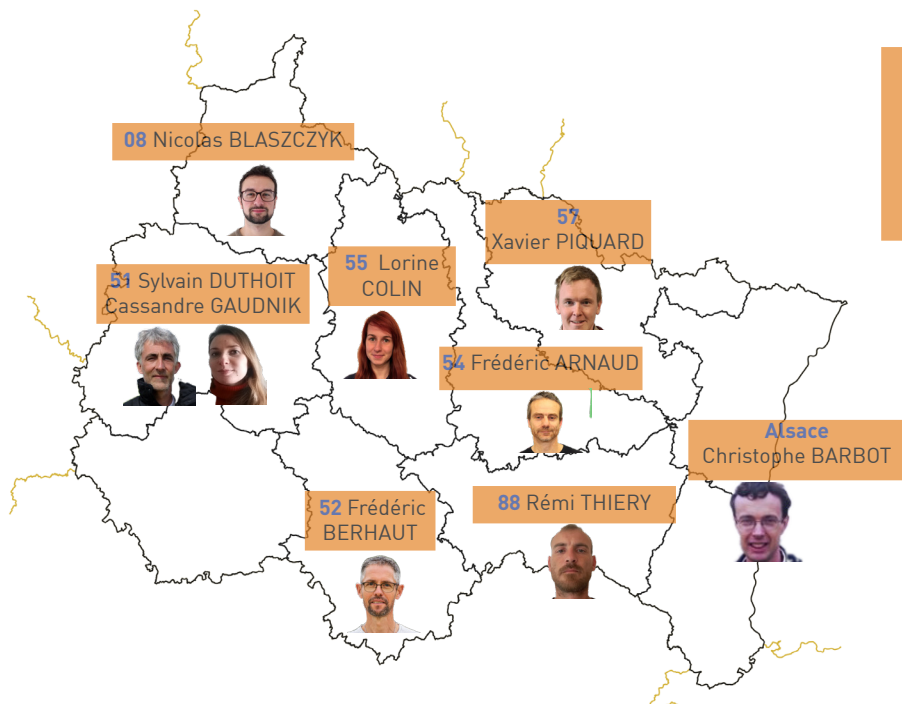 08 Nicolas BLASZCZYK
57
Xavier PIQUARD
51 Sylvain DUTHOIT
Cassandre GAUDNIK
55 Lorine
COLIN
54 Frédéric ARNAUD
Alsace
Christophe BARBOT
52 Frédéric
BERHAUT
88 Rémi THIERY